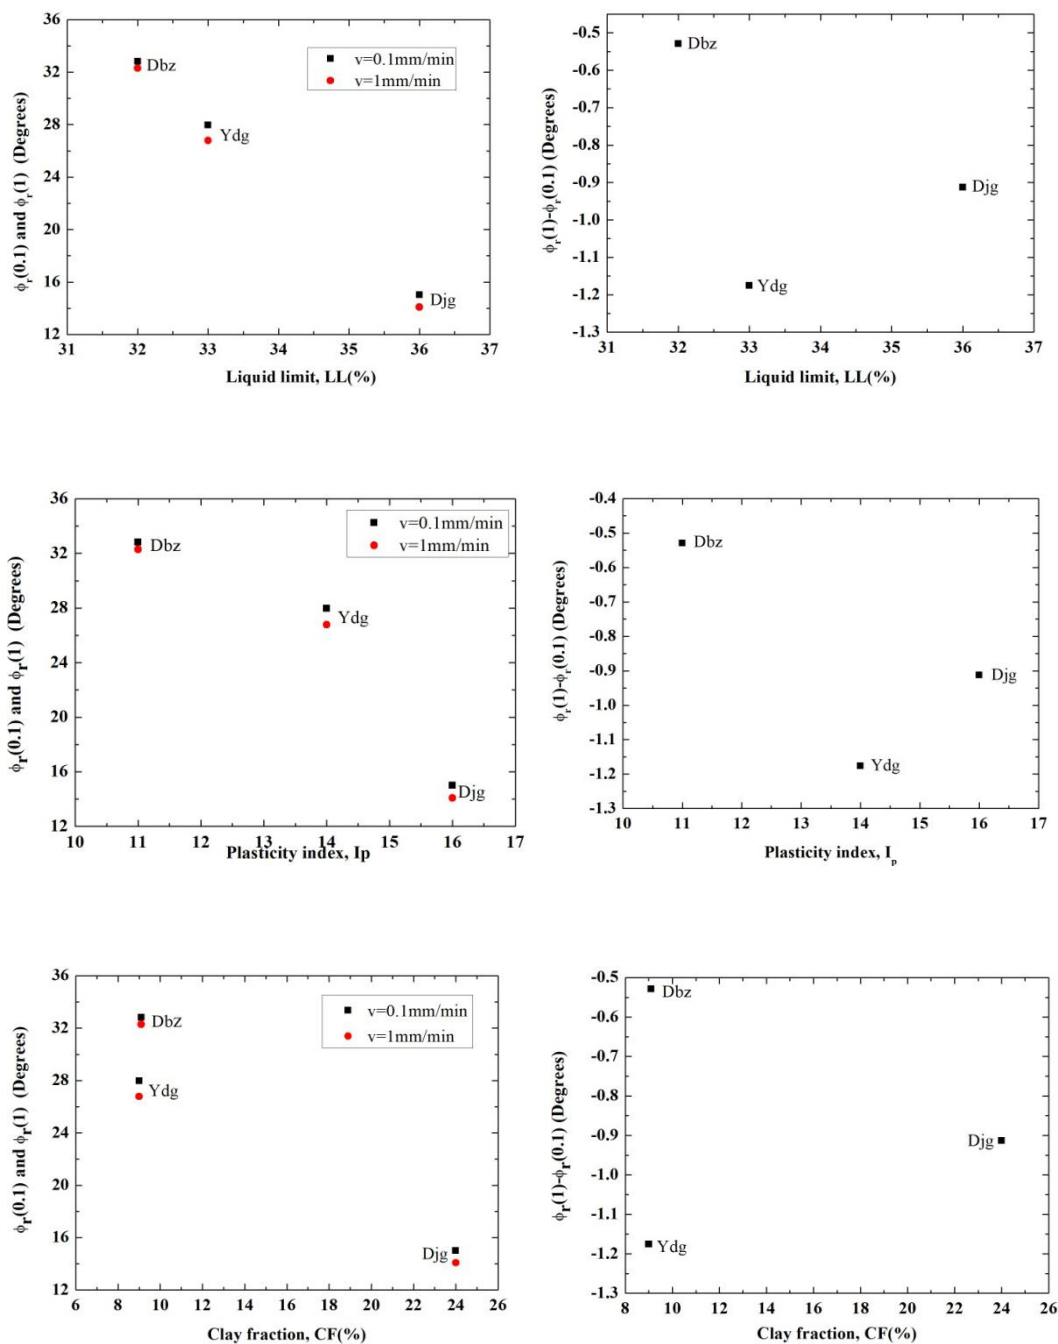 36
32
28
24
20
16
12
ϕr(0.1) and ϕr(1) (Degrees)
v=0.1mm/min
v=1mm/min
Dbz
Ydg
Djg
31 32 33 34 35 36 37
Liquid limit, LL(%)
-0.5
-0.6
-0.7
-0.8
-0.9
-1.0
-1.1
-1.2
-1.3
ϕr(1)-ϕr(0.1) (Degrees)
Dbz
Djg
Ydg
31 32 33 34 35 36 37
Liquid limit, LL(%)
36
32
28
24
20
16
12
ϕr(0.1) and ϕr(1) (Degrees)
v=0.1mm/min
v=1mm/min
Dbz
Ydg
Djg
10 11 12 13 14 15 16 17
Plasticity index, Ip
-0.4
-0.5
-0.6
-0.7
-0.8
-0.9
-1.0
-1.1
-1.2
-1.3
ϕr(1)-ϕr(0.1) (Degrees)
Dbz
Djg
Ydg
10 11 12 13 14 15 16 17
Plasticity index, Ip
36
32
28
24
20
16
12
ϕr(0.1) and ϕr(1) (Degrees)
v=0.1mm/min
v=1mm/min
Dbz
Ydg
Djg
6 8 10 12 14 16 18 20 22 24 26
Clay fraction, CF(%)
-0.5
-0.6
-0.7
-0.8
-0.9
-1.0
-1.1
-1.2
-1.3
ϕr(1)-ϕr(0.1) (Degrees)
Dbz
Djg
Ydg
8 10 12 14 16 18 20 22 24 26
Clay fraction, CF(%)